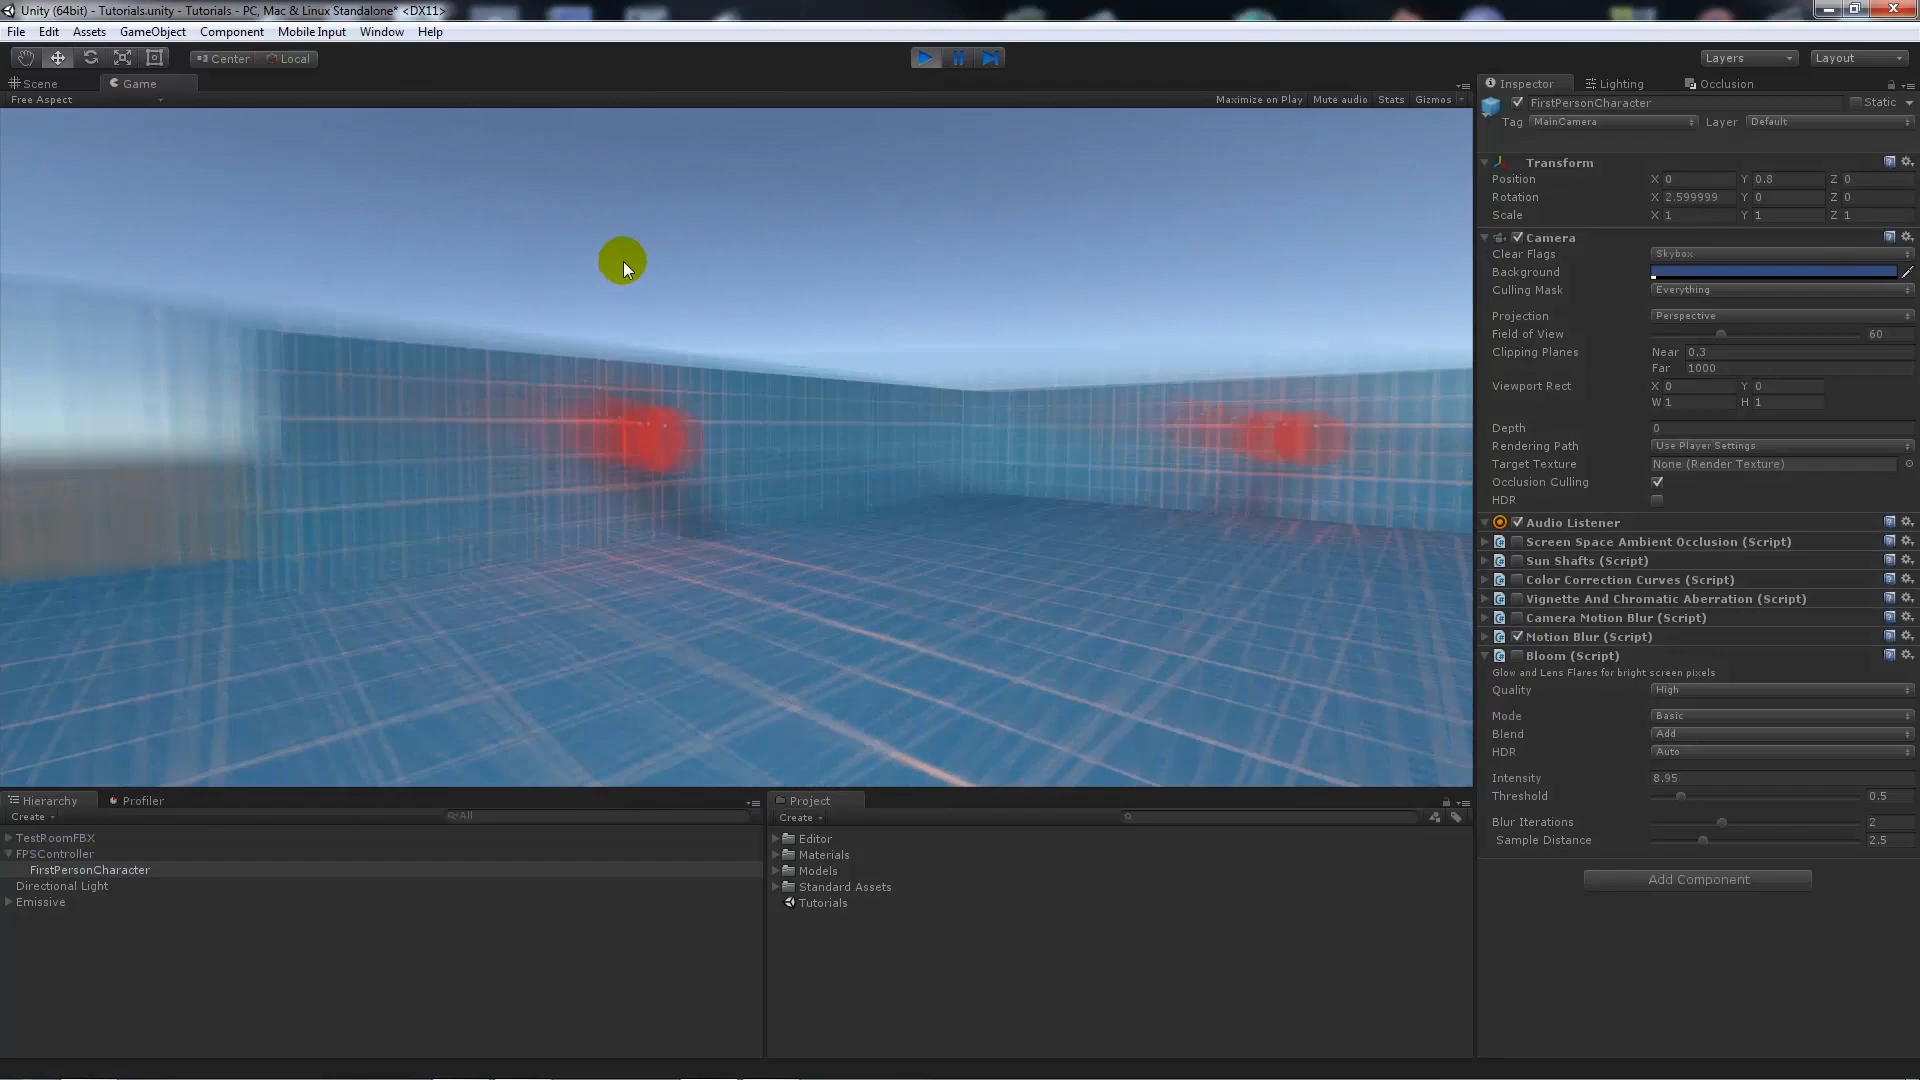 Unity (64bit) - Tutorials.unity - Tutorials - PC, Mac & Linux Standalone* <DX11>
File Edit Assets GameObject Component Mobile Input Window Help
Center Local
Layers Layout
Scene Game
Free Aspect
Maximize on Play Mute audio Stats Gizmos
Inspector Lighting Occlusion
FirstPersonCharacter Static
Tag MainCamera Layer Default
Transform
Position X 0 Y 0.8 Z 0
Rotation X 2.599999 Y 0 Z 0
Scale X 1 Y 1 Z 1
Camera
Clear Flags Skybox
Background
Culling Mask Everything
Projection Perspective
Field of View 60
Clipping Planes Near 0.3
Far 1000
Viewport Rect X 0 Y 0
W 1 H 1
Depth 0
Rendering Path Use Player Settings
Target Texture None (Render Texture)
Occlusion Culling
HDR
Audio Listener
Screen Space Ambient Occlusion (Script)
Sun Shafts (Script)
Color Correction Curves (Script)
Vignette And Chromatic Aberration (Script)
Camera Motion Blur (Script)
Motion Blur (Script)
Bloom (Script)
Glow and Lens Flares for bright screen pixels
Quality High
Mode Basic
Blend Add
HDR Auto
Intensity 8.95
Threshold 0.5
Blur Iterations 2
Sample Distance 2.5
Add Component
Hierarchy Profiler
Create All
TestRoomFBX
FPSController
FirstPersonCharacter
Directional Light
Emissive
Project
Create
Editor
Materials
Models
Standard Assets
Tutorials